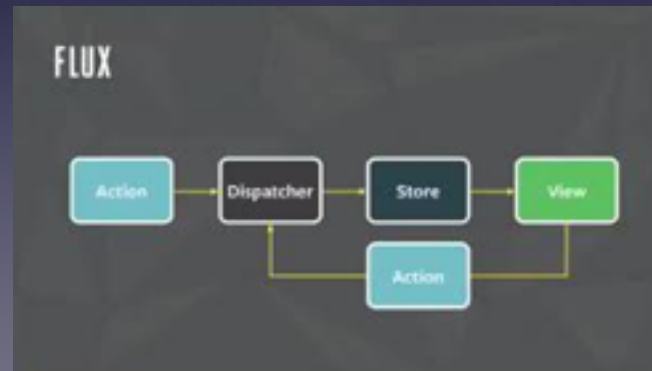 FLUX
Action
Dispatcher
Store
View
Action